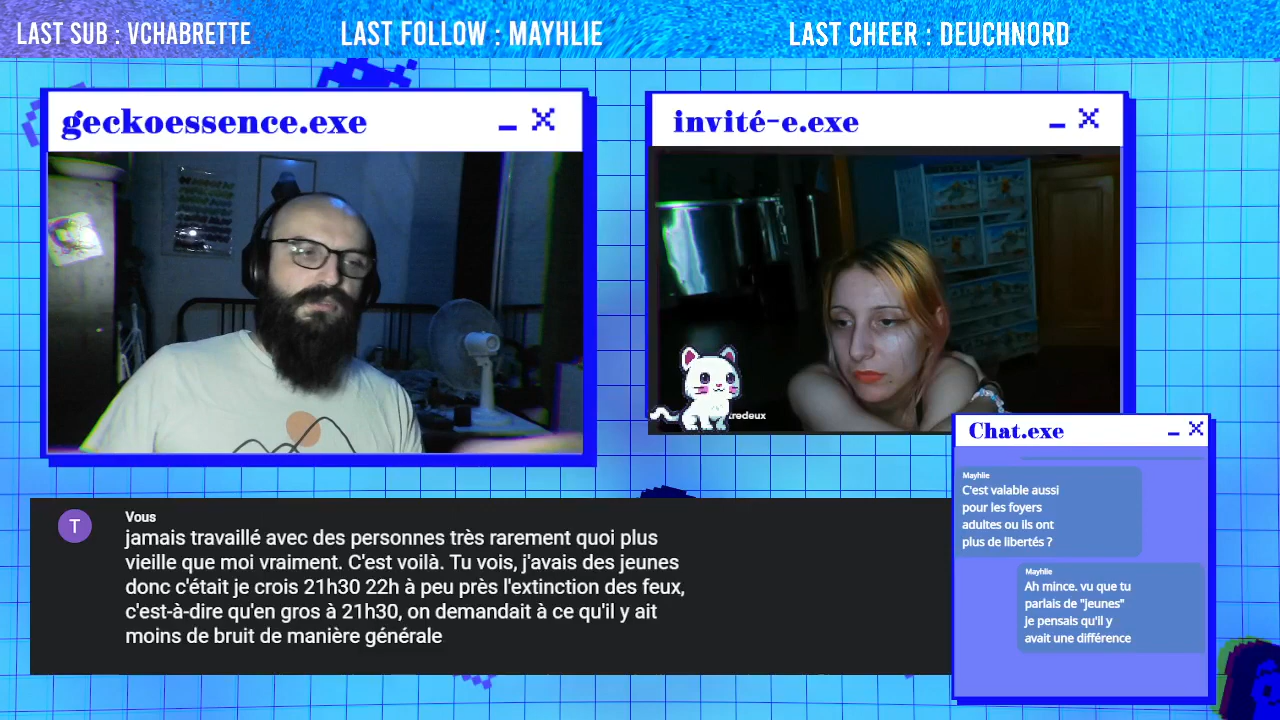 LAST SUB : VCHABRETTE
LAST FOLLOW : MAYHLIE
LAST CHEER : DEUCHNORD
geckoessence.exe
invité-e.exe
tredeux
Chat.exe
Mayhlie
C'est valable aussi
pour les foyers
adultes ou ils ont
plus de libertés ?
Mayhlie
Ah mince. vu que tu
parlais de "jeunes"
je pensais qu'il y
avait une différence
T
Vous
jamais travaillé avec des personnes très rarement quoi plus
vieille que moi vraiment. C'est voilà. Tu vois, j'avais des jeunes
donc c'était je crois 21h30 22h à peu près l'extinction des feux,
c'est-à-dire qu'en gros à 21h30, on demandait à ce qu'il y ait
moins de bruit de manière générale